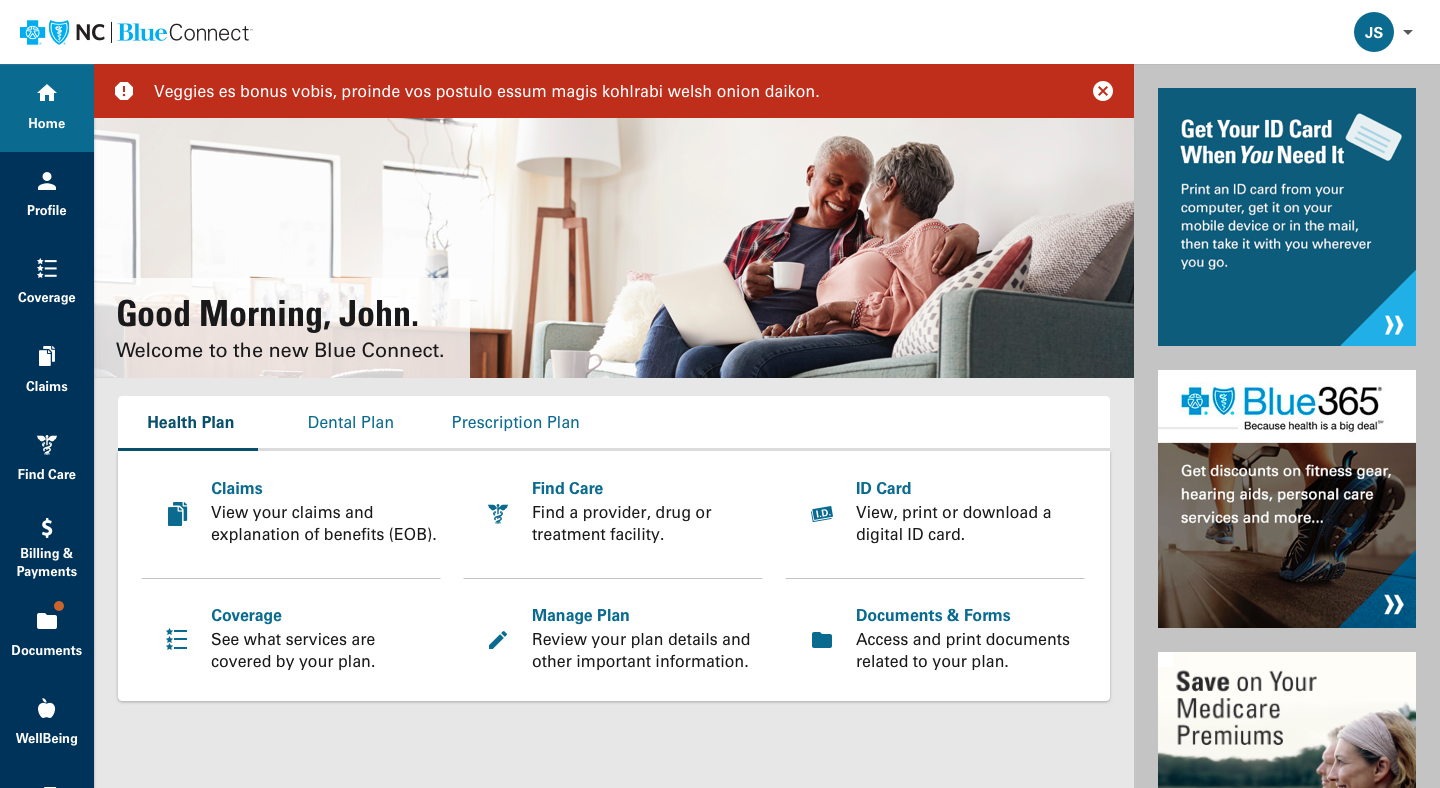 NC BlueConnect
JS
Home
Profile
Coverage
Claims
Find Care
Billing &
Payments
Documents
WellBeing
Veggies es bonus vobis, proinde vos postulo essum magis kohlrabi welsh onion daikon.
Good Morning, John.
Welcome to the new Blue Connect.
Health Plan
Dental Plan
Prescription Plan
Claims
View your claims and
explanation of benefits (EOB).
Find Care
Find a provider, drug or
treatment facility.
I.D.
ID Card
View, print or download a
digital ID card.
Coverage
See what services are
covered by your plan.
Manage Plan
Review your plan details and
other important information.
Documents & Forms
Access and print documents
related to your plan.
Get Your ID Card
When You Need It
Print an ID card from your
computer, get it on your
mobile device or in the mail,
then take it with you wherever
you go.
Blue365®
Because health is a big deal℠
Get discounts on fitness gear,
hearing aids, personal care
services and more...
Save on Your
Medicare
Premiums